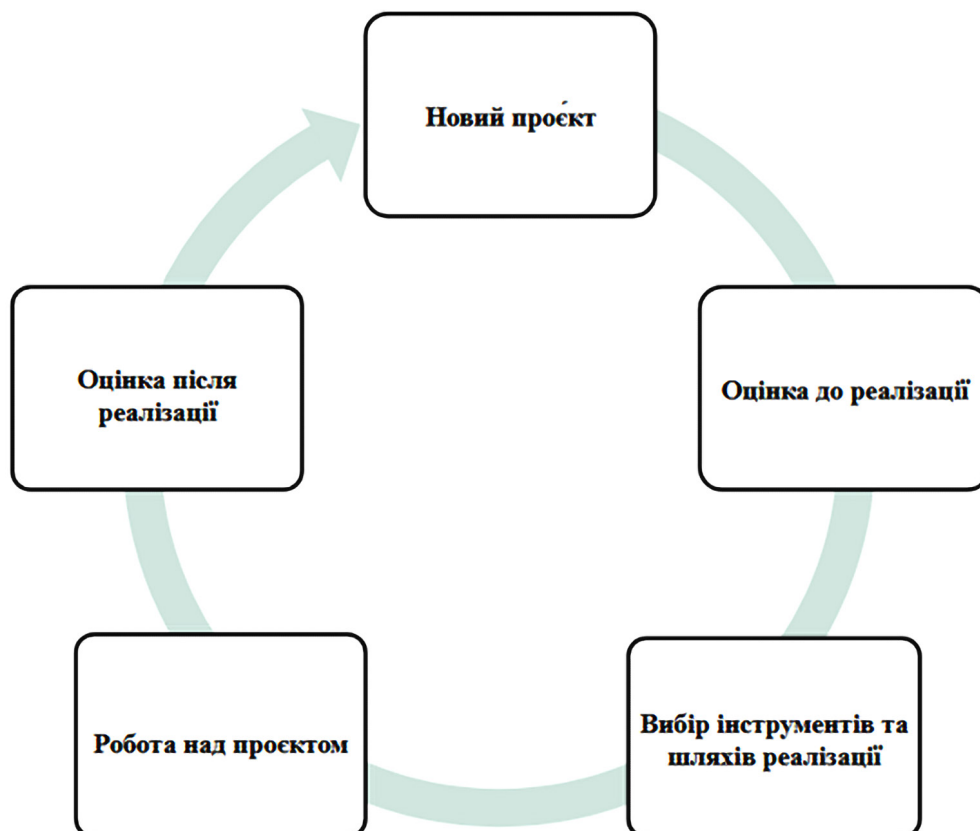 Новий проє́кт
Оцінка до реалізації
Вибір інструментів та
шляхів реалізації
Робота над проєктом
Оцінка після
реалізації